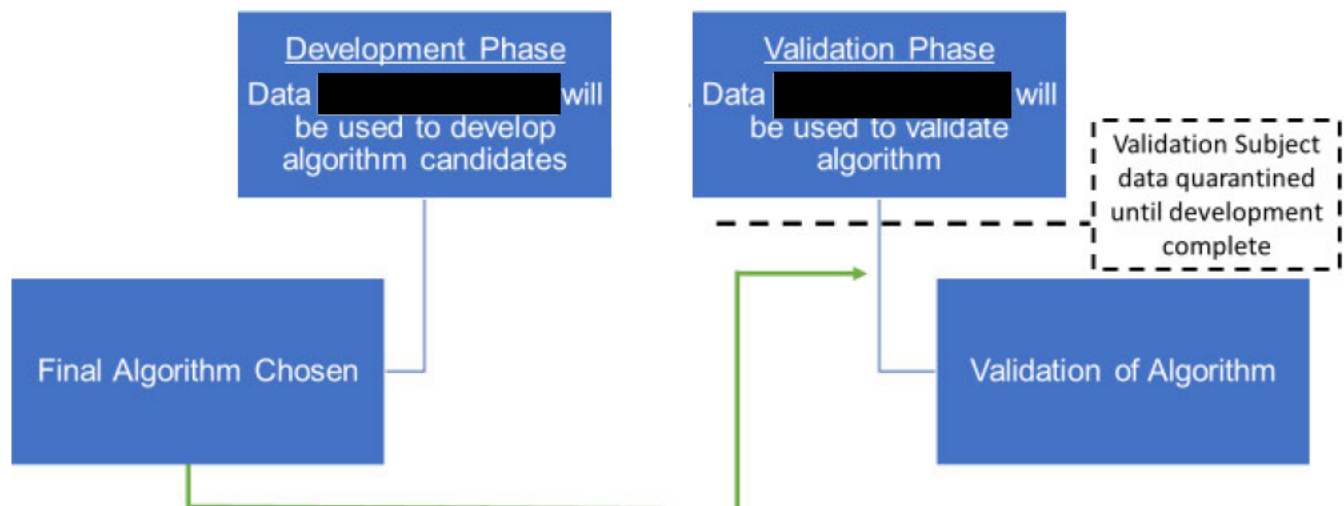 Development Phase
Data will
be used to develop
algorithm candidates
Validation Phase
Data will
be used to validate
algorithm
Validation Subject
data quarantined
until development
complete
Final Algorithm Chosen
Validation of Algorithm